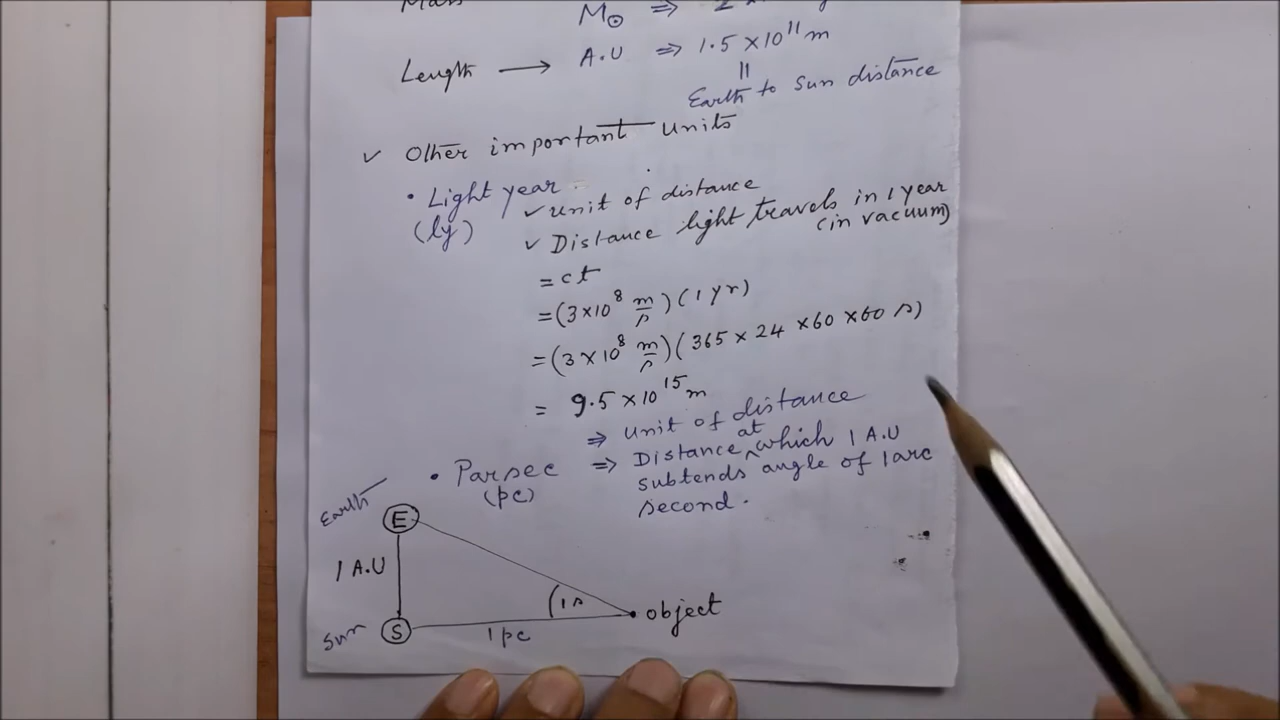 Mass M☉ ⇒ 2 ×
Length ⟶ A.U ⇒ 1.5 × 10¹¹ m
||
Earth to Sun distance
✓ Other important units
• Light year
(ly)
✓ unit of distance
✓ Distance light travels in 1 year
(in vacuum)
= ct
= (3×10⁸ m/s) (1 yr)
= (3 × 10⁸ m/s) (365 × 24 × 60 × 60 s)
= 9.5 × 10¹⁵ m
• Parsec
(pc)
⇒ unit of distance
⇒ Distance at which 1 A.U
subtends angle of 1 arc
second.
Earth
E
1 A.U
Sun
S
1 pc
1s
object